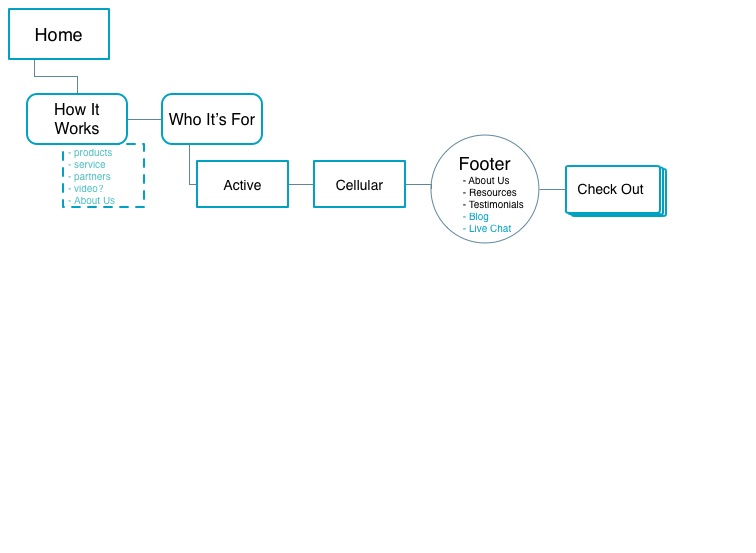 Home
How It
Works
Who It's For
- products
- service
- partners
- video?
- About Us
Active
Cellular
Footer
- About Us
- Resources
- Testimonials
- Blog
- Live Chat
Check Out